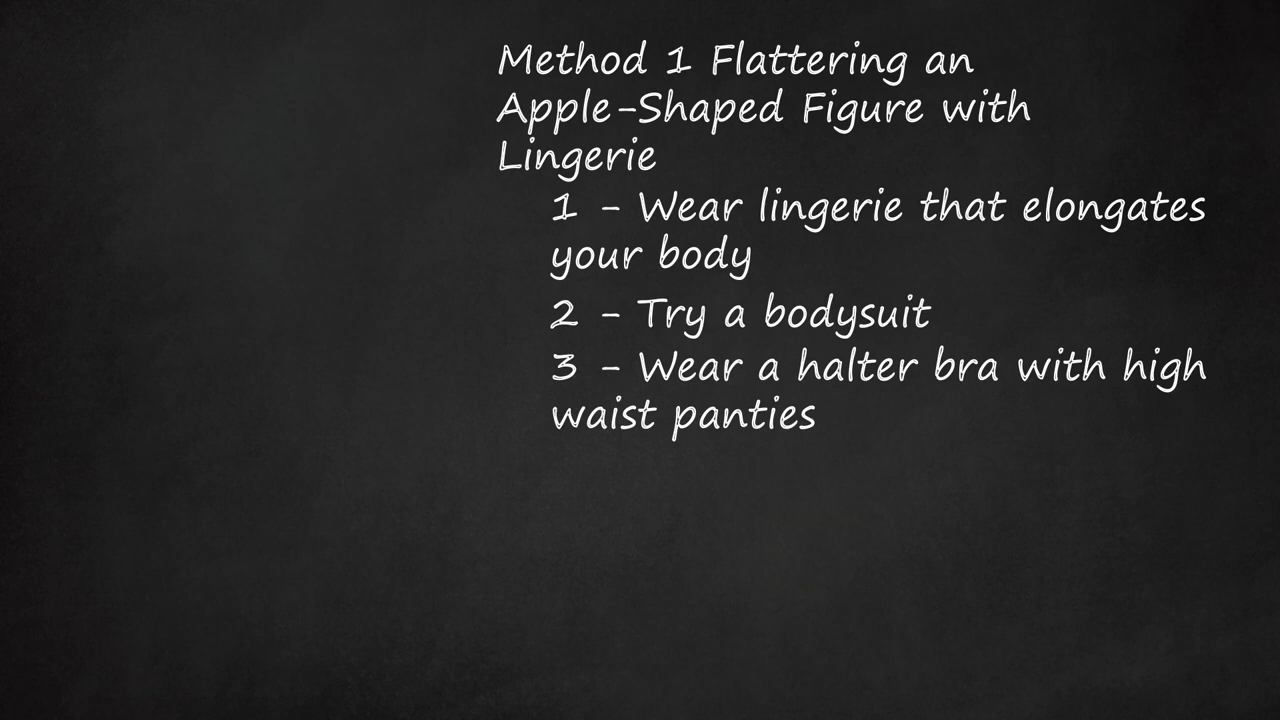 Method 1 Flattering an
Apple-Shaped Figure with
Lingerie
1 - Wear lingerie that elongates
your body
2 - Try a bodysuit
3 - Wear a halter bra with high
waist panties